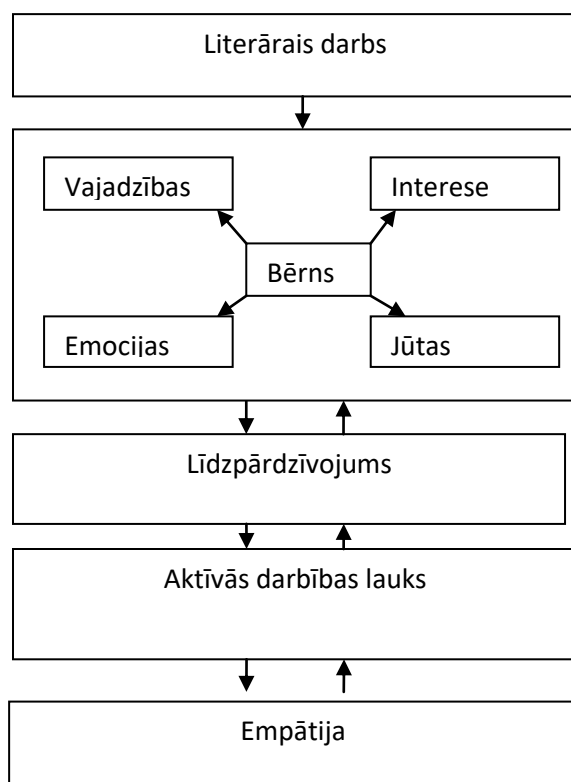 Literārais darbs
Vajadzības
Interese
Bērns
Emocijas
Jūtas
Līdzpārdzīvojums
Aktīvās darbības lauks
Empātija